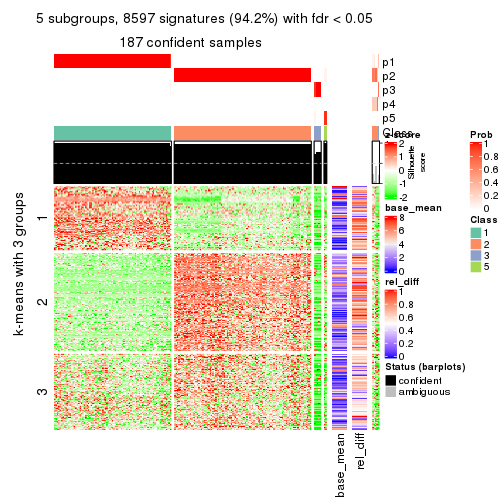 5 subgroups, 8597 signatures (94.2%) with fdr < 0.05
187 confident samples
p1
p2
p3
p4
p5
Class
Silhouette
score
k-means with 3 groups
1
2
3
base_mean
rel_diff
z-score
2
1
0
-1
-2
base_mean
8
6
4
2
0
rel_diff
1
0.8
0.6
0.4
0.2
0
Status (barplots)
confident
ambiguous
Prob
1
0.8
0.6
0.4
0.2
0
Class
1
2
3
5